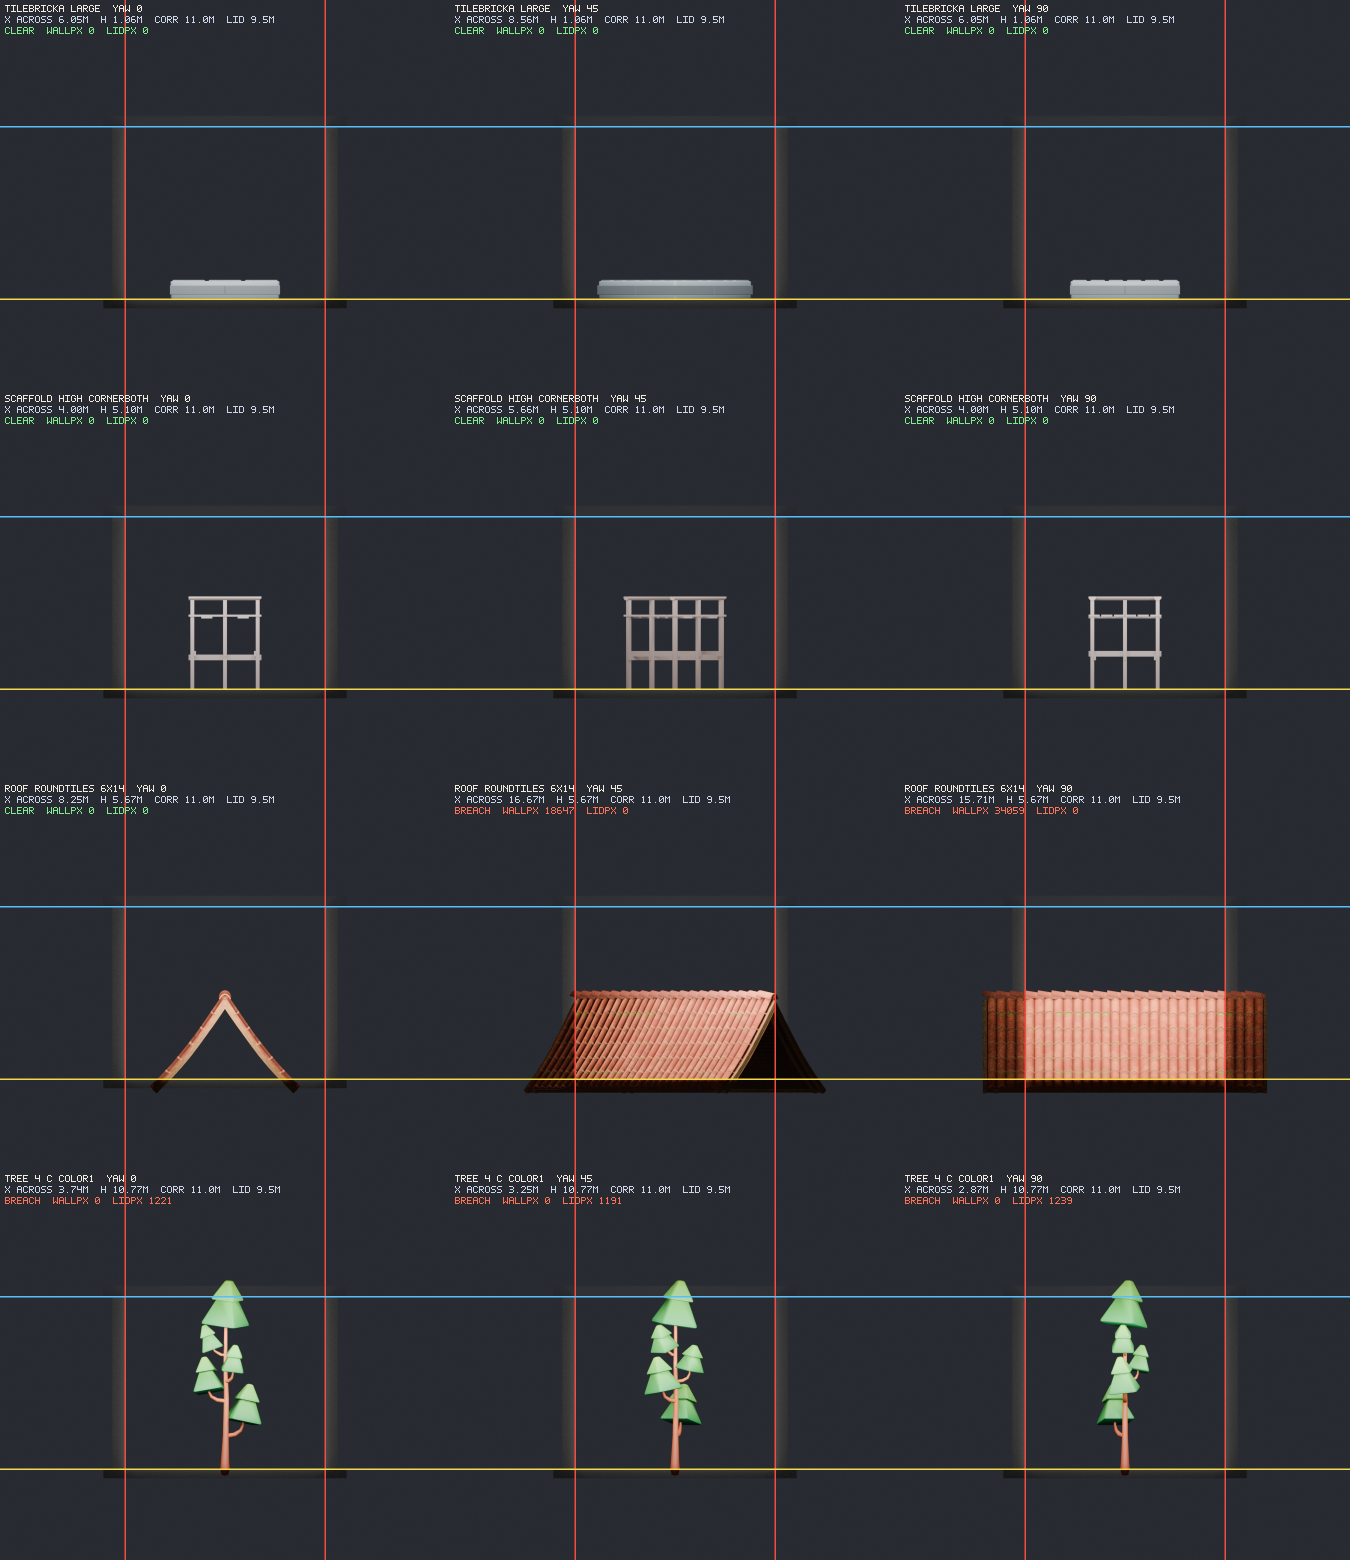 TILEBRICKA LARGE  YAW 0
X ACROSS 6.05M  H 1.06M  CORR 11.0M  LID 9.5M
CLEAR  WALLPX 0  LIDPX 0
TILEBRICKA LARGE  YAW 45
X ACROSS 8.56M  H 1.06M  CORR 11.0M  LID 9.5M
CLEAR  WALLPX 0  LIDPX 0
TILEBRICKA LARGE  YAW 90
X ACROSS 6.05M  H 1.06M  CORR 11.0M  LID 9.5M
CLEAR  WALLPX 0  LIDPX 0
SCAFFOLD HIGH CORNERBOTH  YAW 0
X ACROSS 4.00M  H 5.10M  CORR 11.0M  LID 9.5M
CLEAR  WALLPX 0  LIDPX 0
SCAFFOLD HIGH CORNERBOTH  YAW 45
X ACROSS 5.66M  H 5.10M  CORR 11.0M  LID 9.5M
CLEAR  WALLPX 0  LIDPX 0
SCAFFOLD HIGH CORNERBOTH  YAW 90
X ACROSS 4.00M  H 5.10M  CORR 11.0M  LID 9.5M
CLEAR  WALLPX 0  LIDPX 0
ROOF ROUNDTILES 6X14  YAW 0
X ACROSS 8.25M  H 5.67M  CORR 11.0M  LID 9.5M
CLEAR  WALLPX 0  LIDPX 0
ROOF ROUNDTILES 6X14  YAW 45
X ACROSS 16.67M  H 5.67M  CORR 11.0M  LID 9.5M
BREACH  WALLPX 18647  LIDPX 0
ROOF ROUNDTILES 6X14  YAW 90
X ACROSS 15.71M  H 5.67M  CORR 11.0M  LID 9.5M
BREACH  WALLPX 34059  LIDPX 0
TREE 4 C COLOR1  YAW 0
X ACROSS 3.74M  H 10.77M  CORR 11.0M  LID 9.5M
BREACH  WALLPX 0  LIDPX 1221
TREE 4 C COLOR1  YAW 45
X ACROSS 3.25M  H 10.77M  CORR 11.0M  LID 9.5M
BREACH  WALLPX 0  LIDPX 1191
TREE 4 C COLOR1  YAW 90
X ACROSS 2.87M  H 10.77M  CORR 11.0M  LID 9.5M
BREACH  WALLPX 0  LIDPX 1239